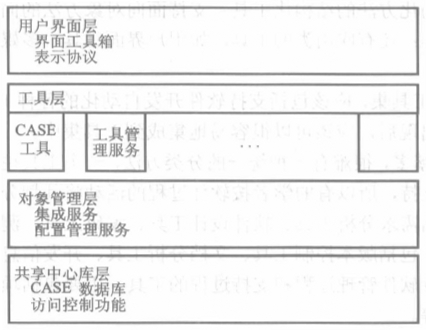 用户界面层
界面工具箱
表示协议
工具层
CASE
工具
工具管
理服务
...
对象管理层
集成服务
配置管理服务
共享中心库层
CASE 数据库
访问控制功能